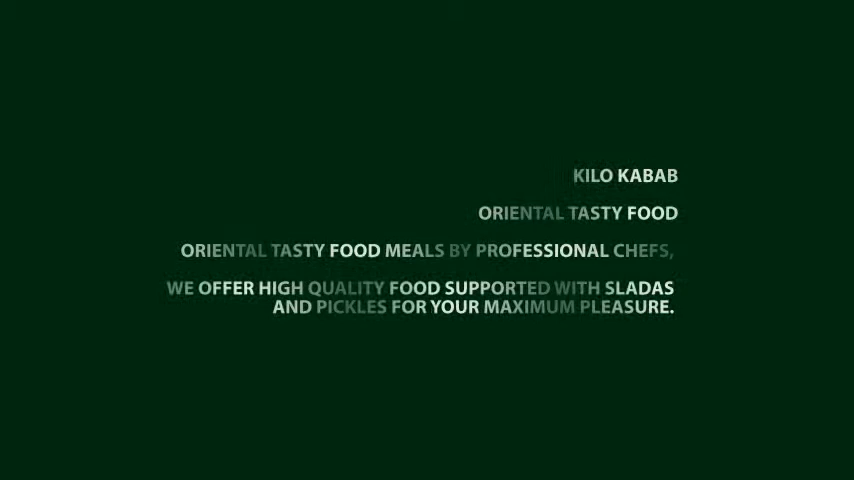 KILO KABAB
ORIENTAL TASTY FOOD
ORIENTAL TASTY FOOD MEALS BY PROFESSIONAL CHEFS,
WE OFFER HIGH QUALITY FOOD SUPPORTED WITH SLADAS
AND PICKLES FOR YOUR MAXIMUM PLEASURE.